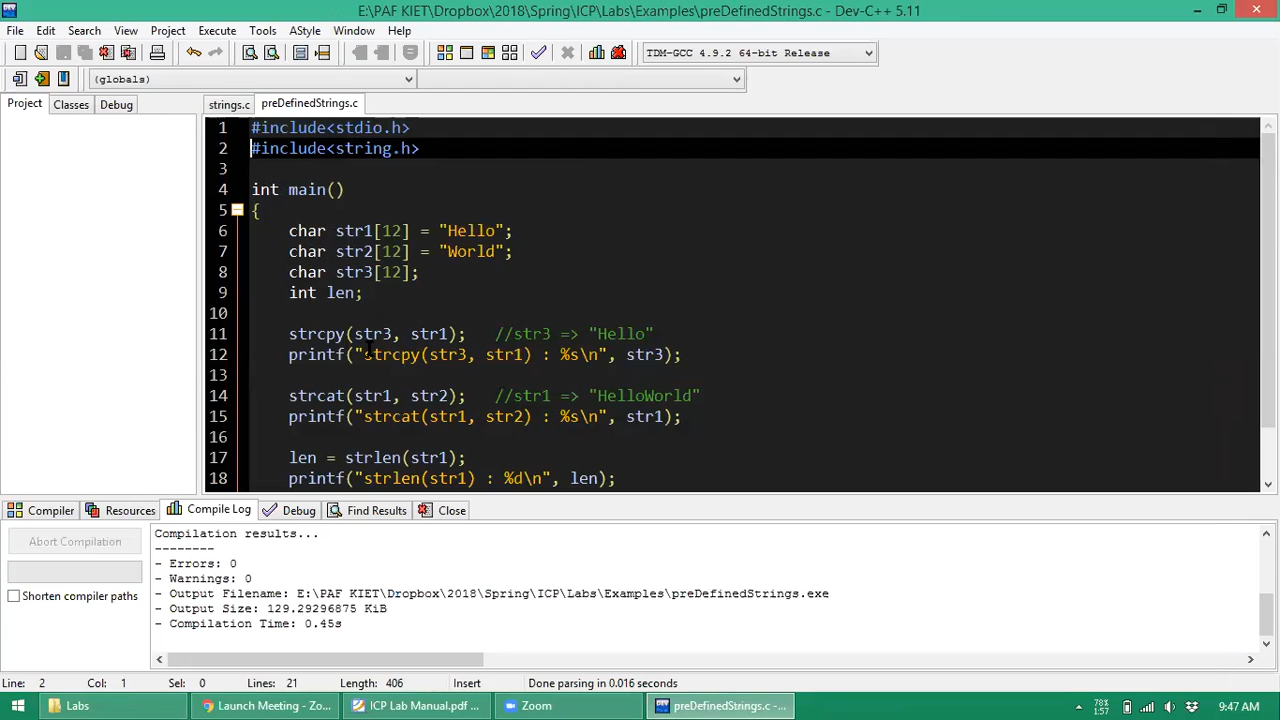 E:\PAF KIET\Dropbox\2018\Spring\ICP\Labs\Examples\preDefinedStrings.c - Dev-C++ 5.11
File Edit Search View Project Execute Tools AStyle Window Help
TDM-GCC 4.9.2 64-bit Release
(globals)
Project Classes Debug strings.c preDefinedStrings.c
1 #include<stdio.h>
2 #include<string.h>
3
4 int main()
5 {
6 char str1[12] = "Hello";
7 char str2[12] = "World";
8 char str3[12];
9 int len;
10
11 strcpy(str3, str1); //str3 => "Hello"
12 printf("strcpy(str3, str1) : %s\n", str3);
13
14 strcat(str1, str2); //str1 => "HelloWorld"
15 printf("strcat(str1, str2) : %s\n", str1);
16
17 len = strlen(str1);
18 printf("strlen(str1) : %d\n", len);
Compiler Resources Compile Log Debug Find Results Close
Abort Compilation
Shorten compiler paths
Compilation results...
--------
- Errors: 0
- Warnings: 0
- Output Filename: E:\PAF KIET\Dropbox\2018\Spring\ICP\Labs\Examples\preDefinedStrings.exe
- Output Size: 129.29296875 KiB
- Compilation Time: 0.45s
Line: 2 Col: 1 Sel: 0 Lines: 21 Length: 406 Insert Done parsing in 0.016 seconds
Labs Launch Meeting - Zo... ICP Lab Manual.pdf ... Zoom preDefinedStrings.c -... 78% 1:57 9:47 AM